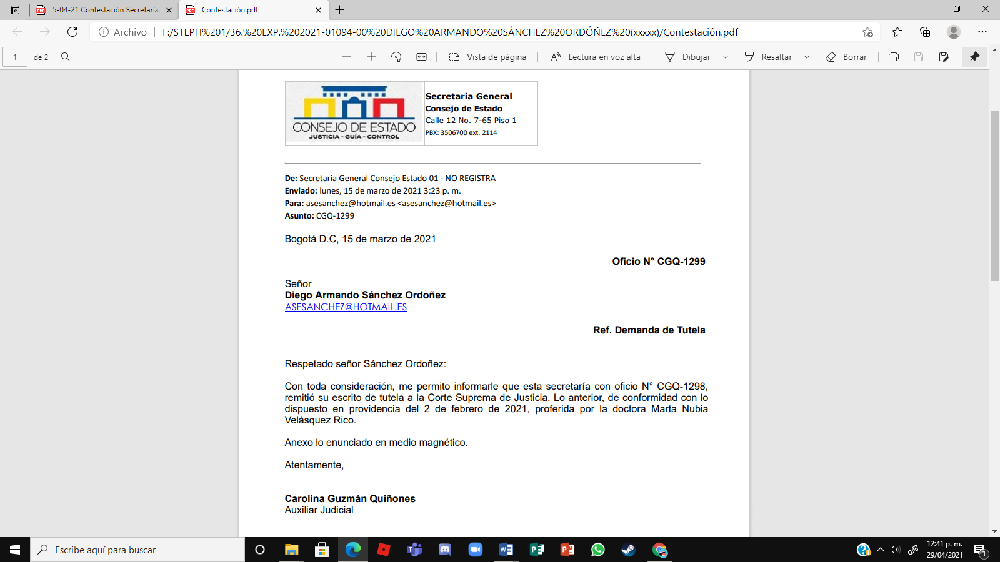 5-04-21 Contestación Secretaría
Contestación.pdf
Archivo
F:/STEPH%201/36.%20EXP.%202021-01094-00%20DIEGO%20ARMANDO%20SÁNCHEZ%20ORDÓÑEZ%20(xxxxx)/Contestación.pdf
1 de 2
Vista de página
Lectura en voz alta
Dibujar
Resaltar
Borrar
CONSEJO DE ESTADO
JUSTICIA - GUÍA - CONTROL
Secretaria General
Consejo de Estado
Calle 12 No. 7-65 Piso 1
PBX: 3506700 ext. 2114
De: Secretaria General Consejo Estado 01 - NO REGISTRA
Enviado: lunes, 15 de marzo de 2021 3:23 p. m.
Para: asesanchez@hotmail.es <asesanchez@hotmail.es>
Asunto: CGQ-1299
Bogotá D.C, 15 de marzo de 2021
Oficio N° CGQ-1299
Señor
Diego Armando Sánchez Ordoñez
ASESANCHEZ@HOTMAIL.ES
Ref. Demanda de Tutela
Respetado señor Sánchez Ordoñez:
Con toda consideración, me permito informarle que esta secretaría con oficio N° CGQ-1298,
remitió su escrito de tutela a la Corte Suprema de Justicia. Lo anterior, de conformidad con lo
dispuesto en providencia del 2 de febrero de 2021, proferida por la doctora Marta Nubia
Velásquez Rico.
Anexo lo enunciado en medio magnético.
Atentamente,
Carolina Guzmán Quiñones
Auxiliar Judicial
Escribe aquí para buscar
12:41 p. m.
29/04/2021
1